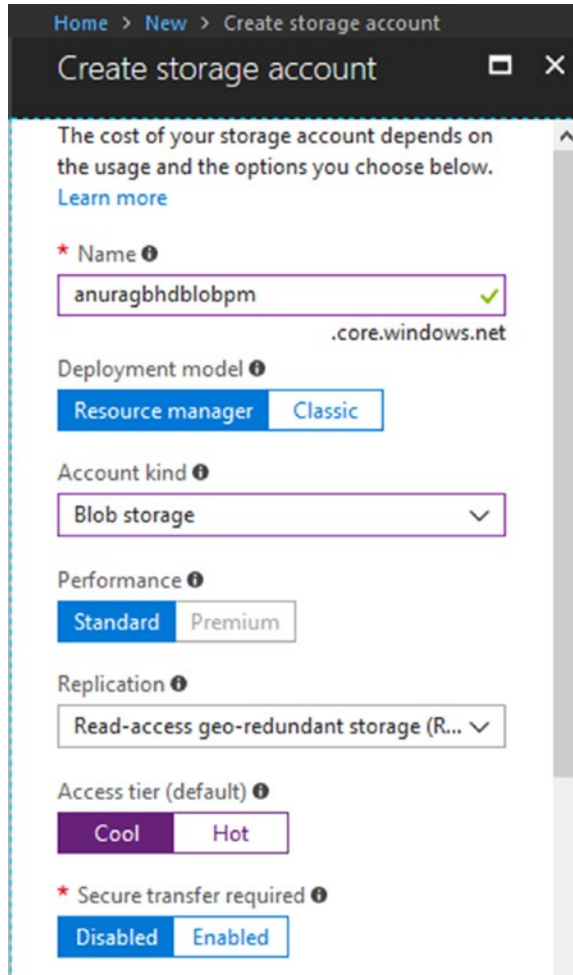 Home > New > Create storage account
Create storage account
The cost of your storage account depends on
the usage and the options you choose below.
Learn more
* Name
anuragbhdblobpm
.core.windows.net
Deployment model
Resource manager Classic
Account kind
Blob storage
Performance
Standard Premium
Replication
Read-access geo-redundant storage (R...
Access tier (default)
Cool Hot
* Secure transfer required
Disabled Enabled